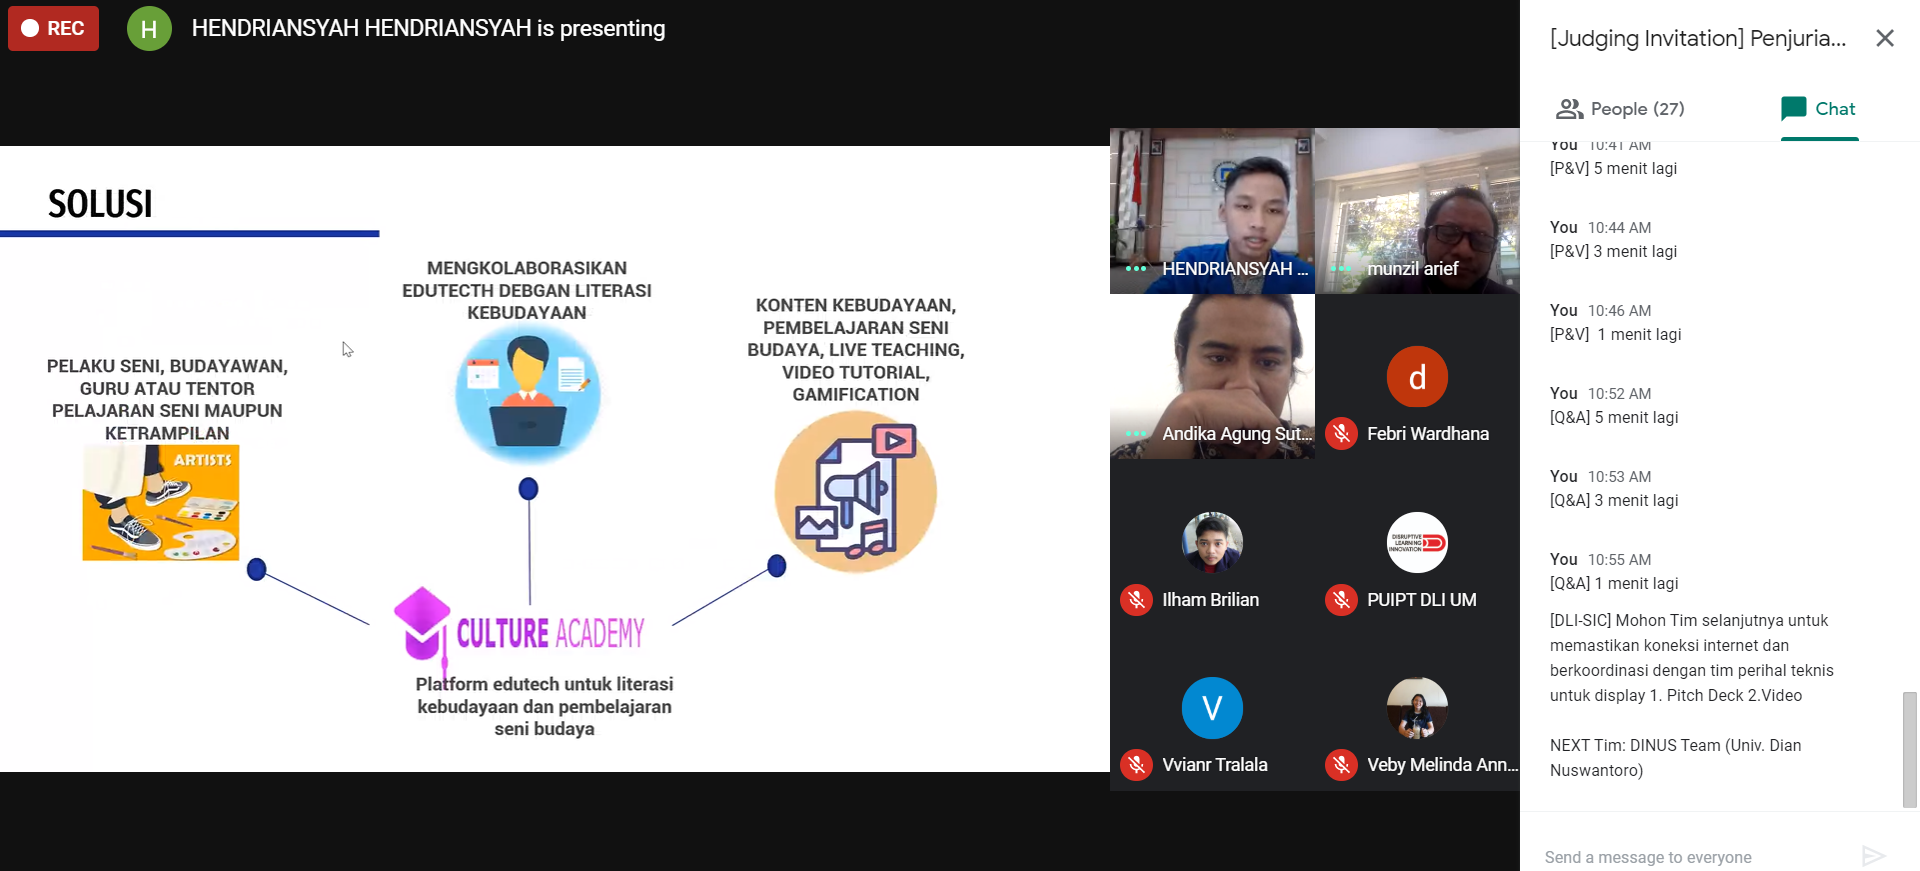 REC
H
HENDRIANSYAH HENDRIANSYAH is presenting
SOLUSI
PELAKU SENI, BUDAYAWAN,
GURU ATAU TENTOR
PELAJARAN SENI MAUPUN
KETRAMPILAN
ARTISTS
MENGKOLABORASIKAN
EDUTECTH DEBGAN LITERASI
KEBUDAYAAN
KONTEN KEBUDAYAAN,
PEMBELAJARAN SENI
BUDAYA, LIVE TEACHING,
VIDEO TUTORIAL,
GAMIFICATION
CULTURE ACADEMY
Platform edutech untuk literasi
kebudayaan dan pembelajaran
seni budaya
HENDRIANSYAH ...
munzil arief
Andika Agung Sut...
d
Febri Wardhana
Ilham Brilian
DISRUPTIVE
LEARNING
INNOVATION
PUIPT DLI UM
V
Vvianr Tralala
Veby Melinda Ann...
[Judging Invitation] Penjuria...
People (27)
Chat
You 10:41 AM
[P&V] 5 menit lagi
You 10:44 AM
[P&V] 3 menit lagi
You 10:46 AM
[P&V] 1 menit lagi
You 10:52 AM
[Q&A] 5 menit lagi
You 10:53 AM
[Q&A] 3 menit lagi
You 10:55 AM
[Q&A] 1 menit lagi
[DLI-SIC] Mohon Tim selanjutnya untuk
memastikan koneksi internet dan
berkoordinasi dengan tim perihal teknis
untuk display 1. Pitch Deck 2.Video
NEXT Tim: DINUS Team (Univ. Dian
Nuswantoro)
Send a message to everyone